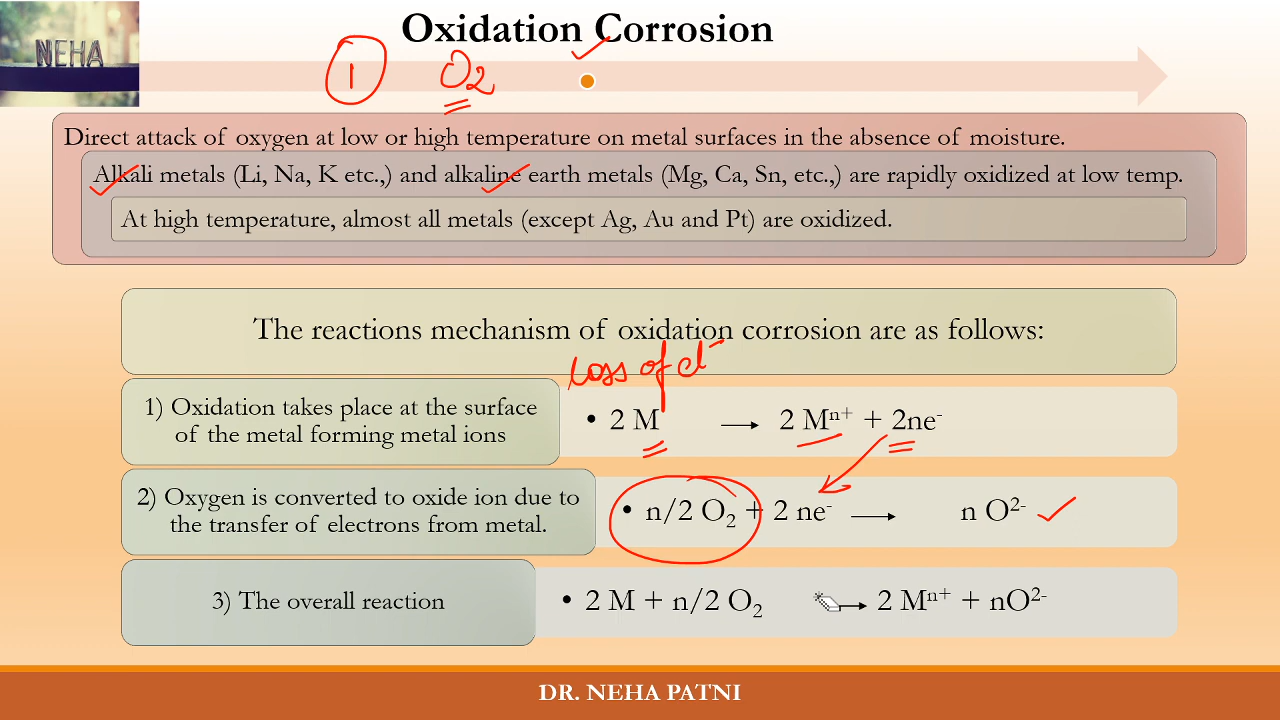 NEHA
Oxidation Corrosion
1 O2
Direct attack of oxygen at low or high temperature on metal surfaces in the absence of moisture.
Alkali metals (Li, Na, K etc.,) and alkaline earth metals (Mg, Ca, Sn, etc.,) are rapidly oxidized at low temp.
At high temperature, almost all metals (except Ag, Au and Pt) are oxidized.
The reactions mechanism of oxidation corrosion are as follows:
loss of el⁻
1) Oxidation takes place at the surface
of the metal forming metal ions
• 2 M → 2 Mⁿ⁺ + 2ne⁻
2) Oxygen is converted to oxide ion due to
the transfer of electrons from metal.
• n/2 O₂ + 2 ne⁻ → n O²⁻
3) The overall reaction
• 2 M + n/2 O₂ → 2 Mⁿ⁺ + nO²⁻
DR. NEHA PATNI